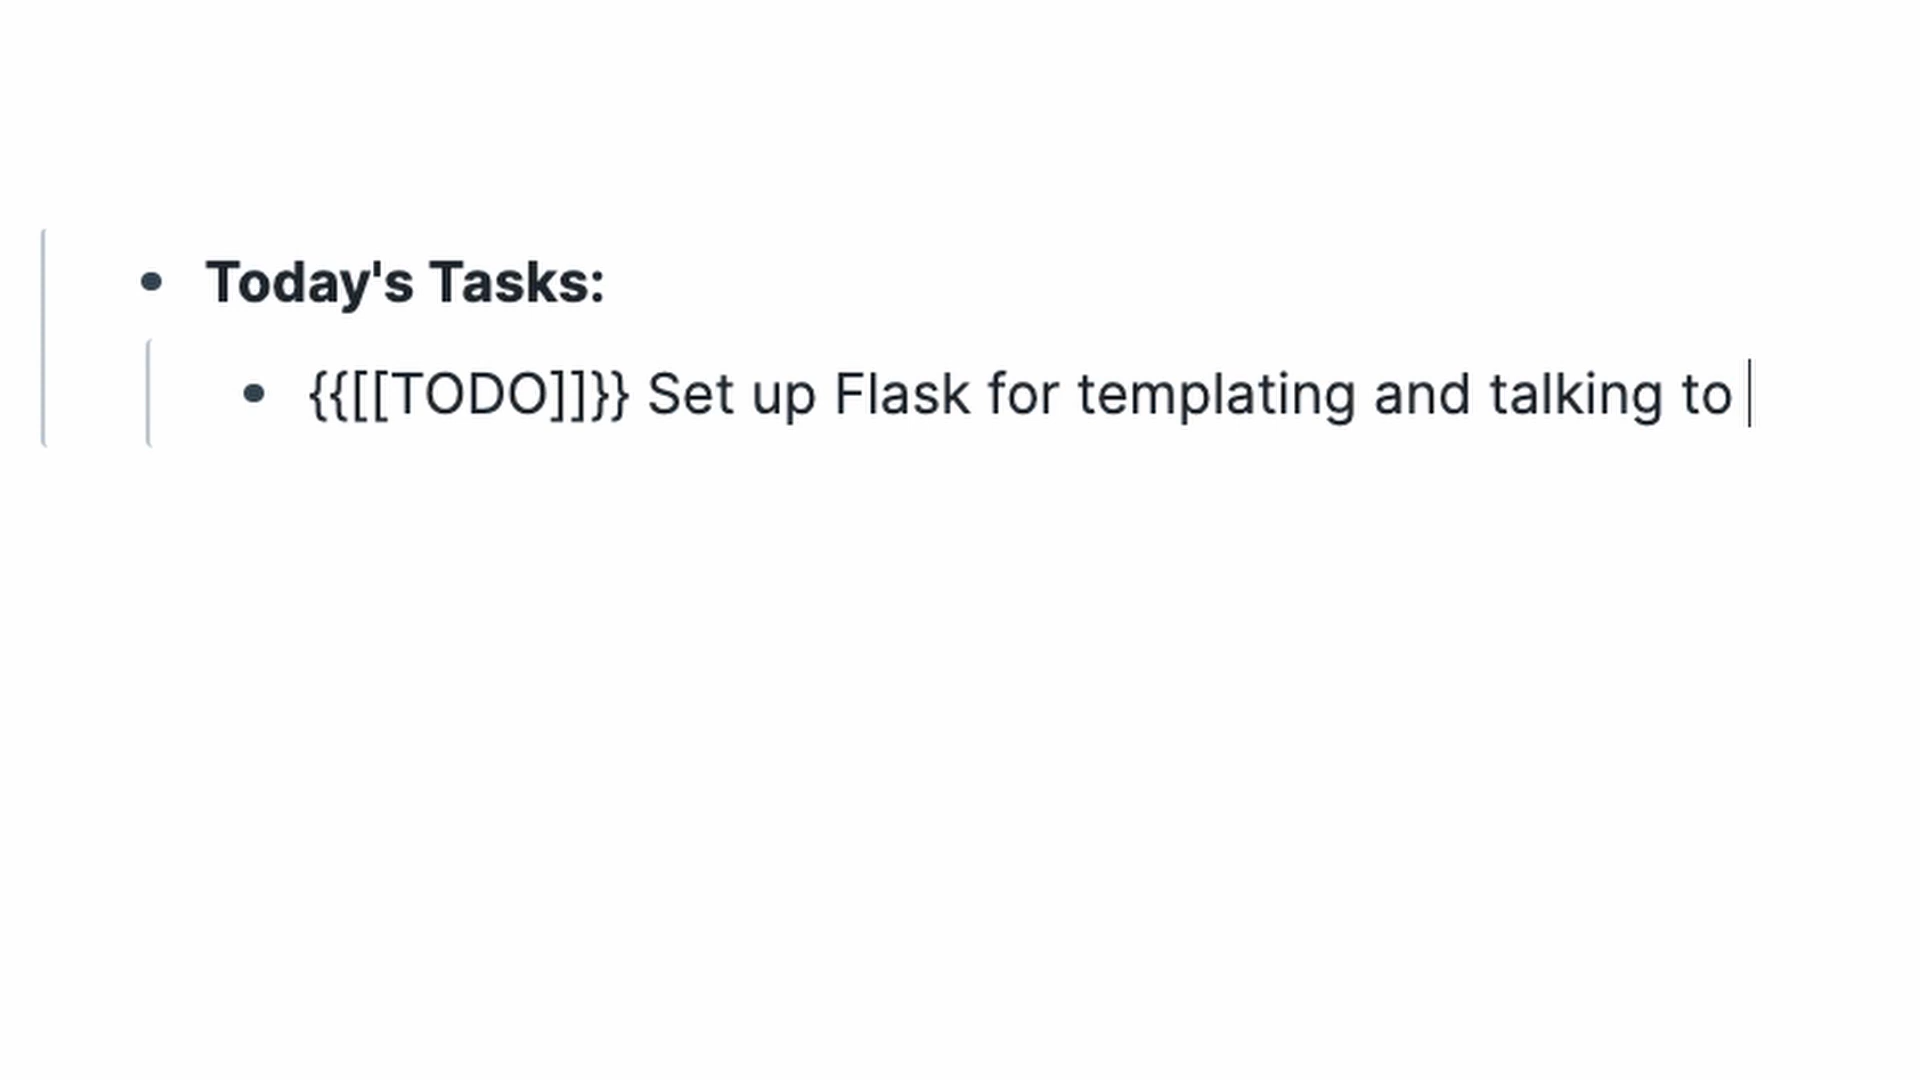 Today's Tasks:
{{[[TODO]]}} Set up Flask for templating and talking to